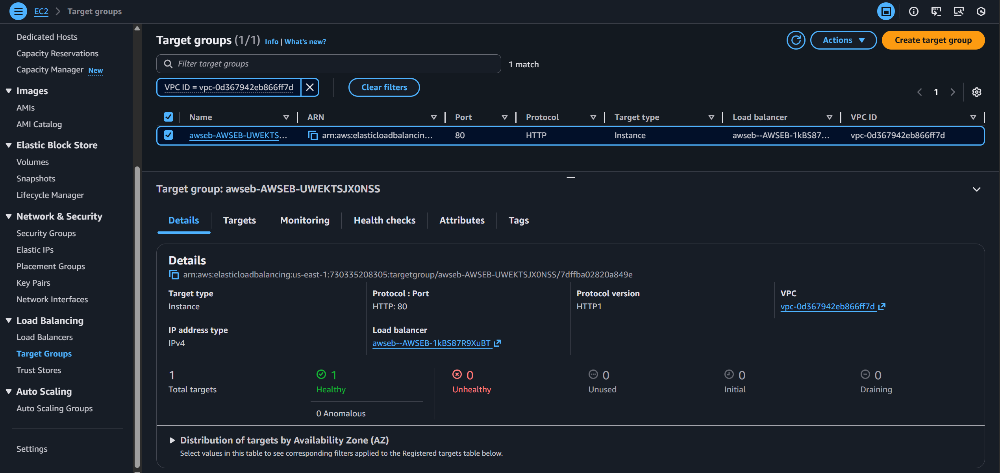 EC2 > Target groups
Dedicated Hosts
Capacity Reservations
Capacity Manager New
Images
AMIs
AMI Catalog
Elastic Block Store
Volumes
Snapshots
Lifecycle Manager
Network & Security
Security Groups
Elastic IPs
Placement Groups
Key Pairs
Network Interfaces
Load Balancing
Load Balancers
Target Groups
Trust Stores
Auto Scaling
Auto Scaling Groups
Settings
Target groups (1/1) Info | What's new?
Actions
Create target group
Filter target groups
1 match
VPC ID = vpc-0d367942eb866ff7d
Clear filters
1
Name ARN Port Protocol Target type Load balancer VPC ID
awseb-AWSEB-UWEKTS... arn:aws:elasticloadbalancin... 80 HTTP Instance awseb--AWSEB-1kBS87... vpc-0d367942eb866ff7d
Target group: awseb-AWSEB-UWEKTSJX0NSS
Details Targets Monitoring Health checks Attributes Tags
Details
arn:aws:elasticloadbalancing:us-east-1:730335208305:targetgroup/awseb-AWSEB-UWEKTSJX0NSS/7dffba02820a849e
Target type Protocol : Port Protocol version VPC
Instance HTTP: 80 HTTP1 vpc-0d367942eb866ff7d
IP address type Load balancer
IPv4 awseb--AWSEB-1kBS87R9XuBT
1 1 0 0 0 0
Total targets Healthy Unhealthy Unused Initial Draining
0 Anomalous
Distribution of targets by Availability Zone (AZ)
Select values in this table to see corresponding filters applied to the Registered targets table below.